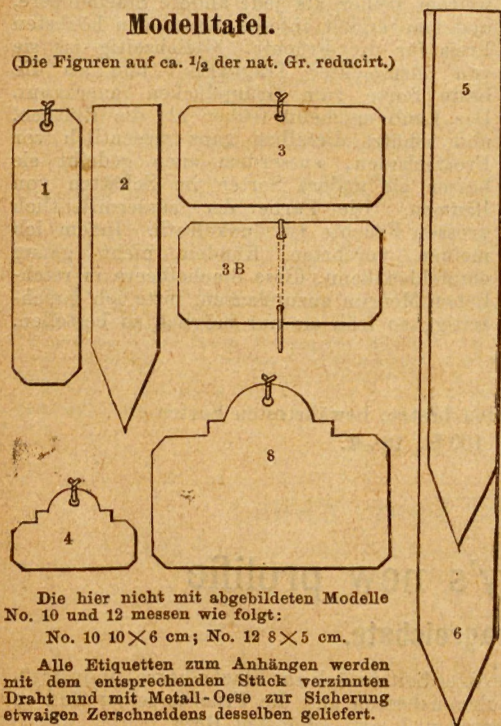 Modelltafel.
(Die Figuren auf ca. 1/2 der nat. Gr. reducirt.)
1
2
3
5
3 B
8
4
6
Die hier nicht mit abgebildeten Modelle
No. 10 und 12 messen wie folgt:
No. 10 10×6 cm; No. 12 8×5 cm.
Alle Etiquetten zum Anhängen werden
mit dem entsprechenden Stück verzinnten
Draht und mit Metall-Oese zur Sicherung
etwaigen Zerschneidens desselben geliefert.